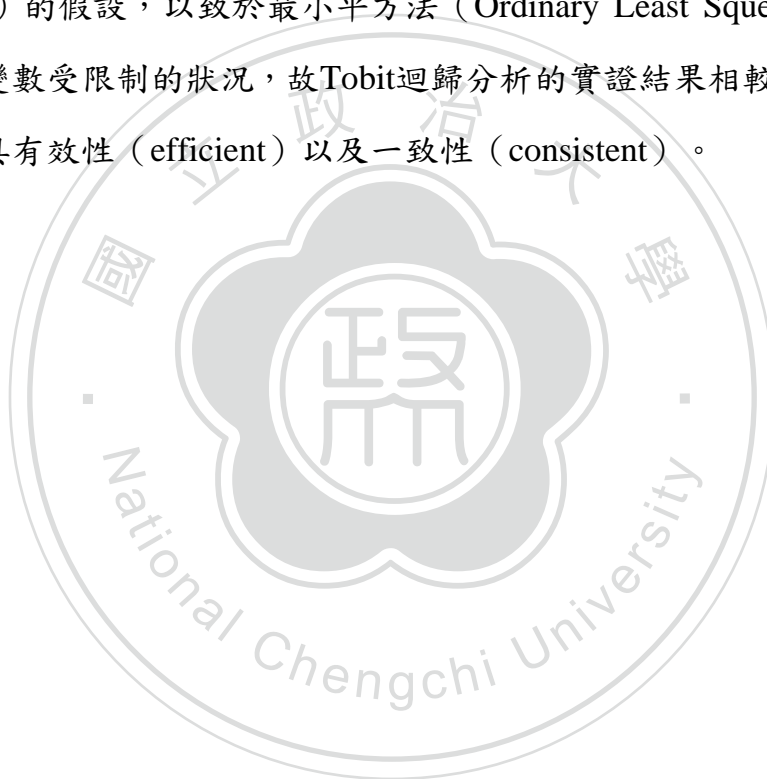 ）的假設，以致於最小平方法（Ordinary Least Sque
變數受限制的狀況，故Tobit迴歸分析的實證結果相較
具有效性（efficient）以及一致性（consistent）。
國立政治大學
政
National Chengchi University